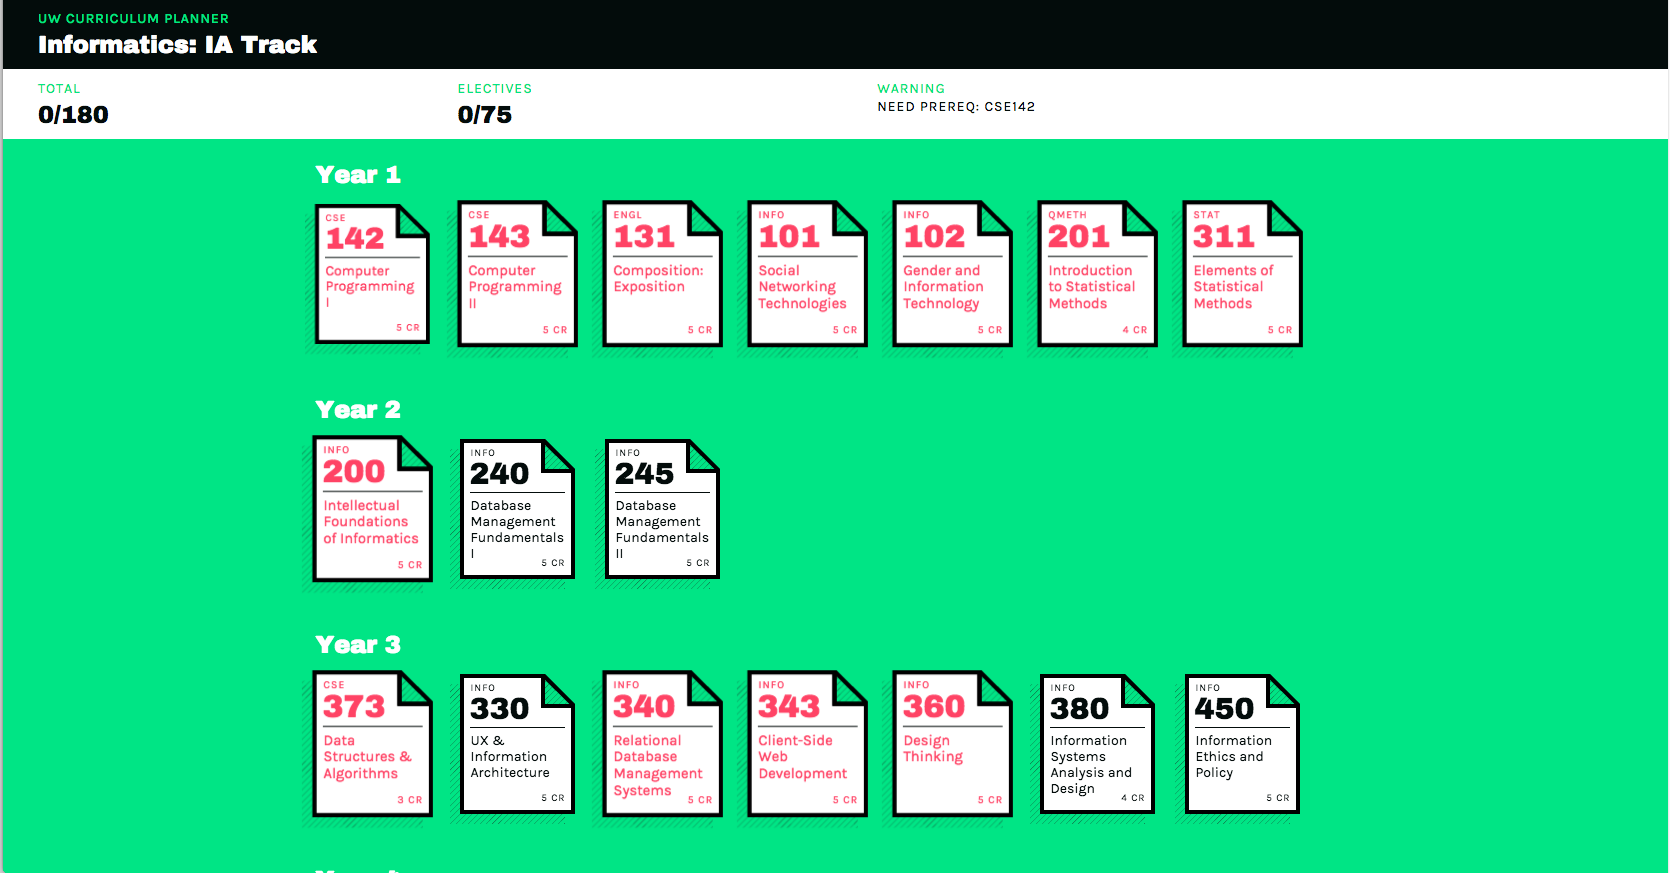 UW CURRICULUM PLANNER
Informatics: IA Track
TOTAL
0/180
ELECTIVES
0/75
WARNING
NEED PREREQ: CSE142
Year 1
CSE
142
Computer
Programming
I
5 CR
CSE
143
Computer
Programming
II
5 CR
ENGL
131
Composition:
Exposition
5 CR
INFO
101
Social
Networking
Technologies
5 CR
INFO
102
Gender and
Information
Technology
5 CR
QMETH
201
Introduction
to Statistical
Methods
4 CR
STAT
311
Elements of
Statistical
Methods
5 CR
Year 2
INFO
200
Intellectual
Foundations
of Informatics
5 CR
INFO
240
Database
Management
Fundamentals
I
5 CR
INFO
245
Database
Management
Fundamentals
II
5 CR
Year 3
CSE
373
Data
Structures &
Algorithms
3 CR
INFO
330
UX &
Information
Architecture
5 CR
INFO
340
Relational
Database
Management
Systems
5 CR
INFO
343
Client-Side
Web
Development
5 CR
INFO
360
Design
Thinking
5 CR
INFO
380
Information
Systems
Analysis and
Design
4 CR
INFO
450
Information
Ethics and
Policy
5 CR